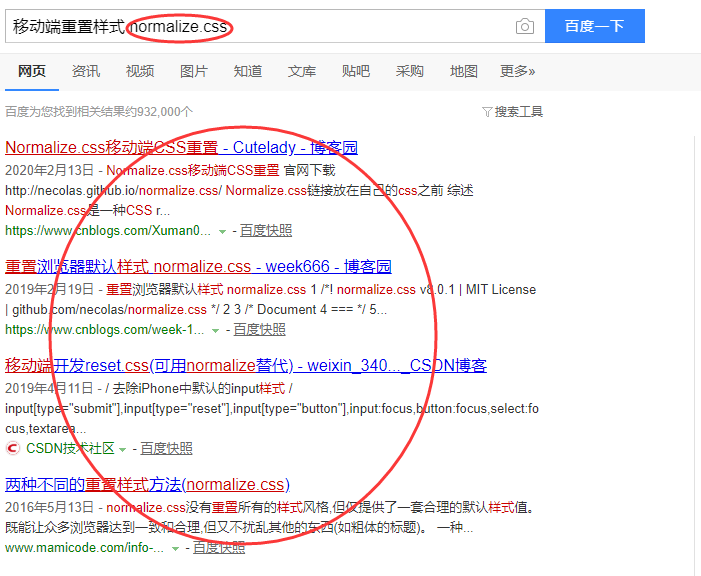 移动端重置样式 normalize.css
百度一下
网页 资讯 视频 图片 知道 文库 贴吧 采购 地图 更多»
百度为您找到相关结果约932,000个 搜索工具
Normalize.css移动端CSS重置 - Cutelady - 博客园
2020年2月13日 - Normalize.css移动端CSS重置 官网下载
http://necolas.github.io/normalize.css/ Normalize.css链接放在自己的css之前 综述
Normalize.css是一种CSS r...
https://www.cnblogs.com/Xuman0... - 百度快照
重置浏览器默认样式 normalize.css - week666 - 博客园
2019年2月19日 - 重置浏览器默认样式 normalize.css 1 /*! normalize.css v8.0.1 | MIT License
| github.com/necolas/normalize.css */ 2 3 /* Document 4 === */ 5...
https://www.cnblogs.com/week-1... - 百度快照
移动端开发reset.css(可用normalize替代) - weixin_340..._CSDN博客
2019年4月11日 - / 去除iPhone中默认的input样式 /
input[type="submit"],input[type="reset"],input[type="button"],input:focus,button:focus,select:fo
cus,textarea...
CSDN技术社区 - 百度快照
两种不同的重置样式方法(normalize.css)
2016年5月13日 - normalize.css没有重置所有的样式风格,但仅提供了一套合理的默认样式值。
既能让众多浏览器达到一致和合理,但又不扰乱其他的东西(如粗体的标题)。 一种...
www.mamicode.com/info-... - 百度快照